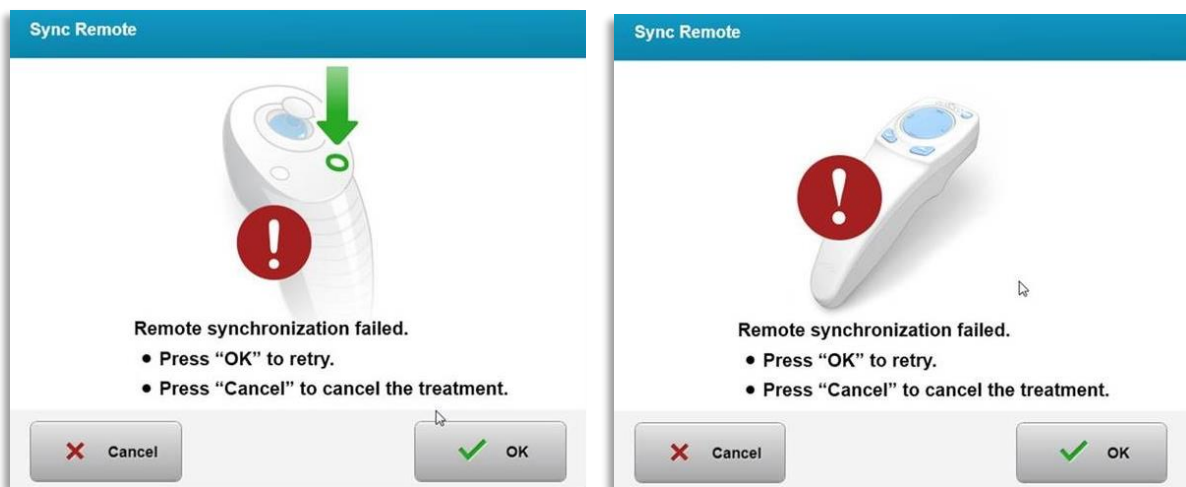 Sync Remote
Remote synchronization failed.
• Press “OK” to retry.
• Press “Cancel” to cancel the treatment.
Cancel
OK
Sync Remote
Remote synchronization failed.
• Press “OK” to retry.
• Press “Cancel” to cancel the treatment.
Cancel
OK